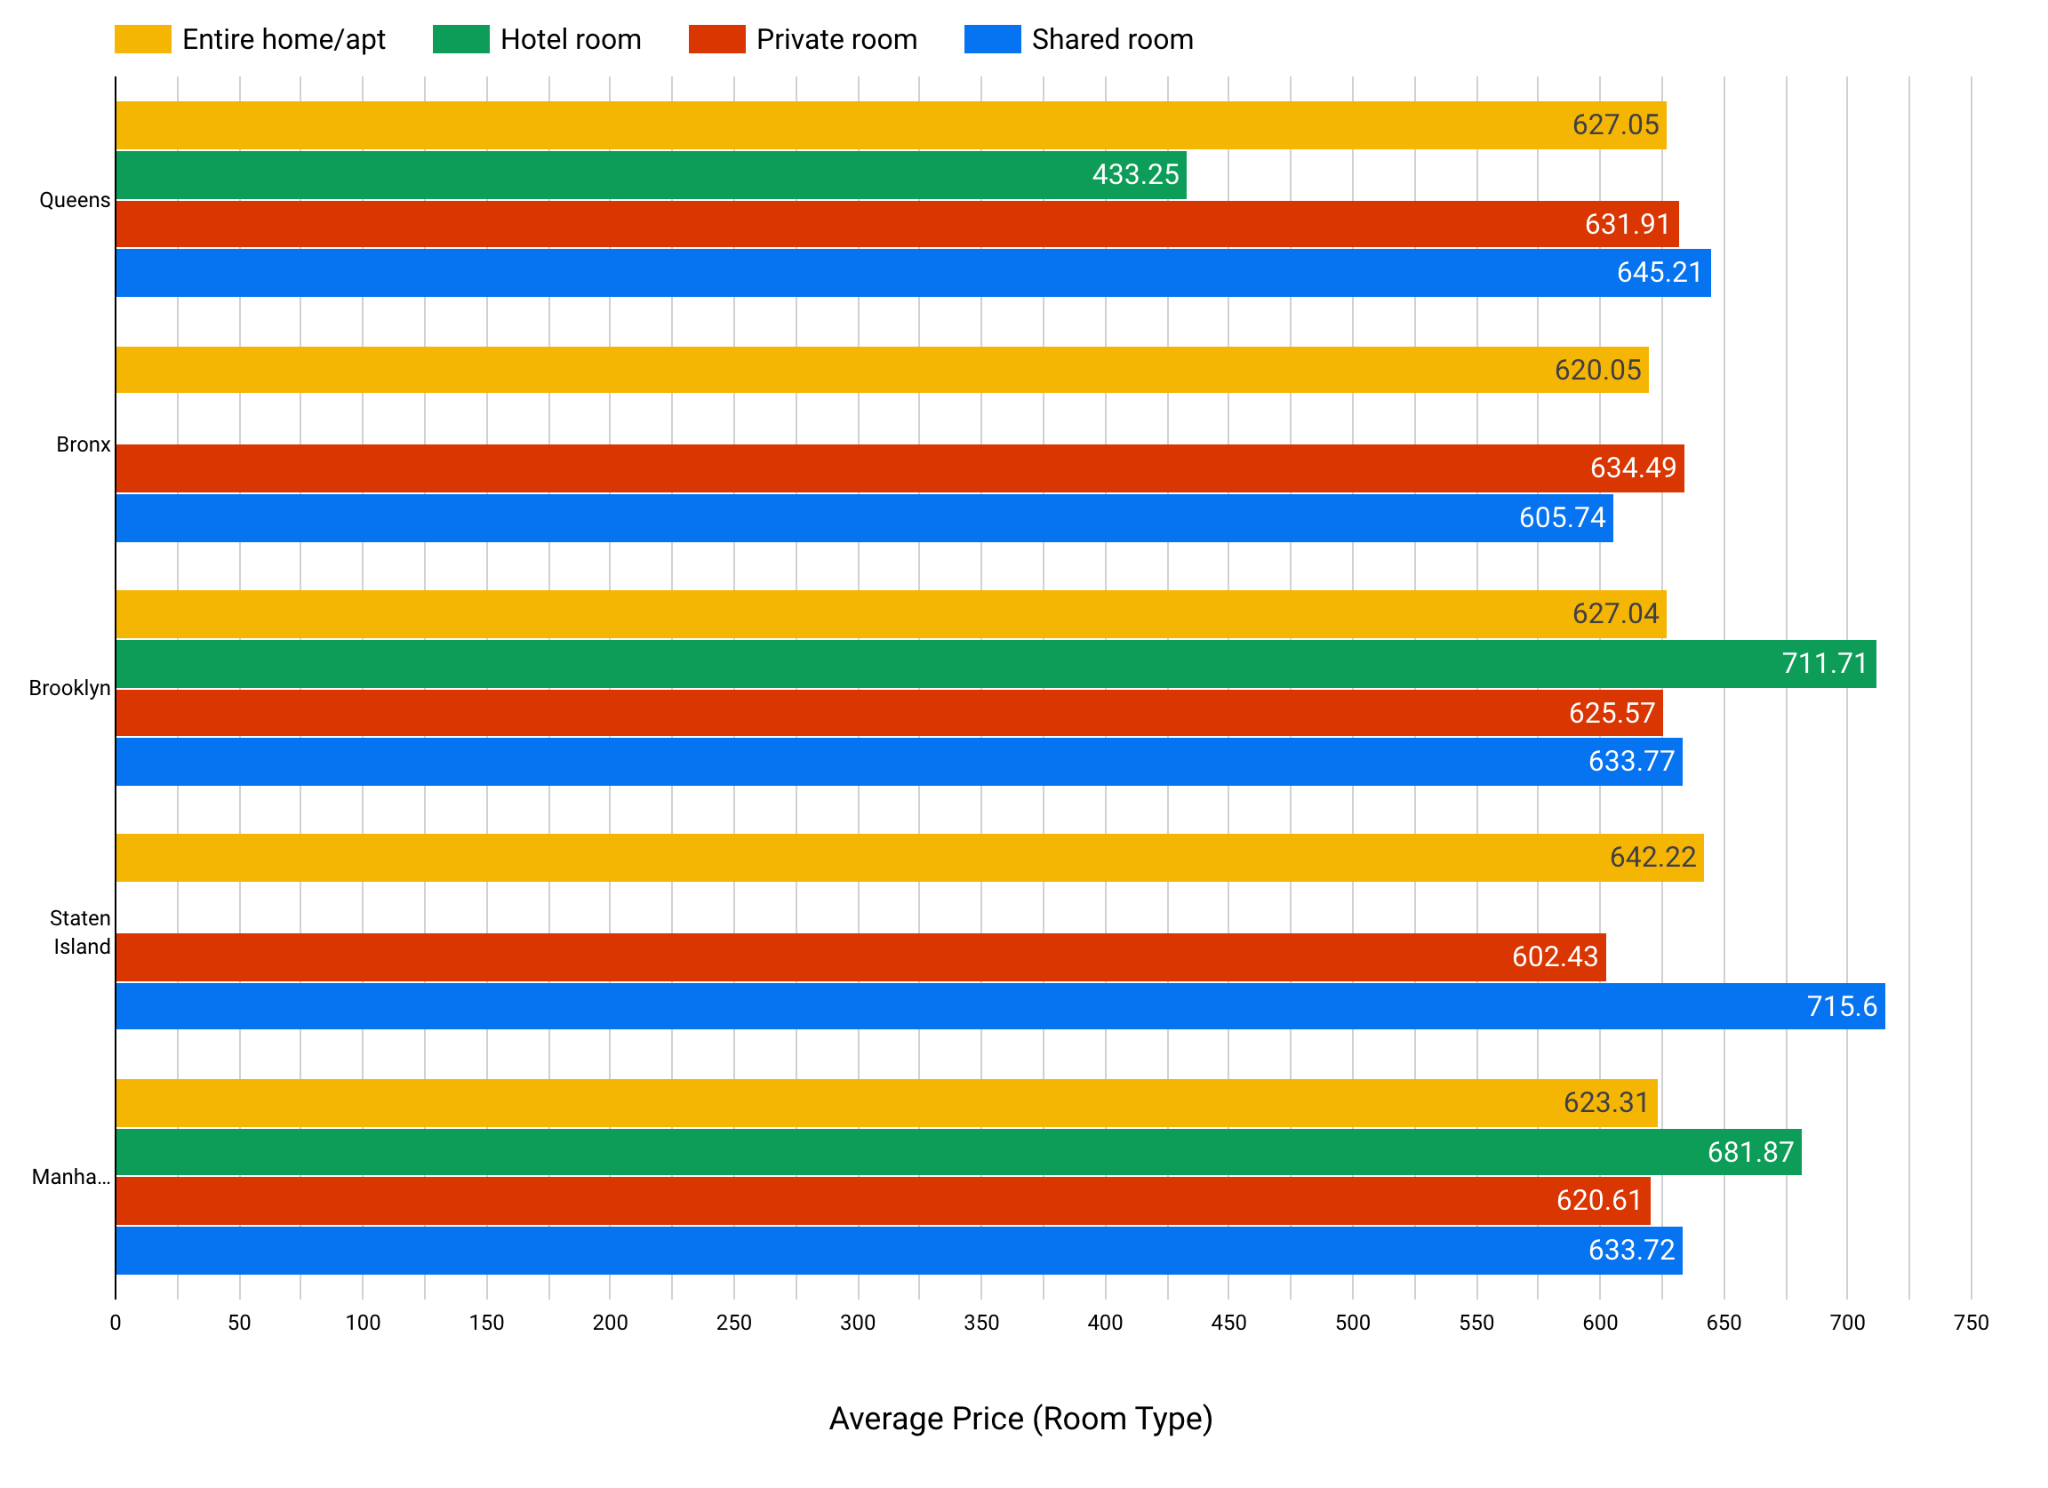 Entire home/apt Hotel room Private room Shared room
627.05
433.25
Queens
631.91
645.21
620.05
Bronx
634.49
605.74
627.04
711.71
Brooklyn
625.57
633.77
642.22
Staten
Island
602.43
715.6
623.31
681.87
Manha...
620.61
633.72
0 50 100 150 200 250 300 350 400 450 500 550 600 650 700 750
Average Price (Room Type)